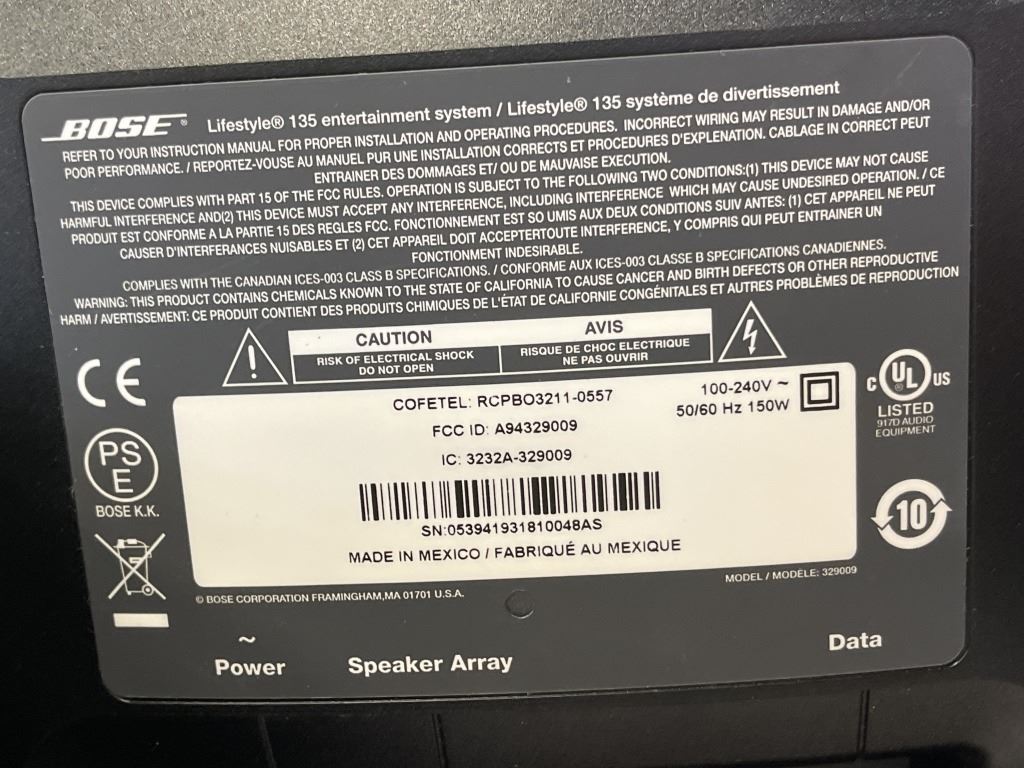 BOSE® Lifestyle® 135 entertainment system / Lifestyle® 135 système de divertissement
REFER TO YOUR INSTRUCTION MANUAL FOR PROPER INSTALLATION AND OPERATING PROCEDURES. INCORRECT WIRING MAY RESULT IN DAMAGE AND/OR
POOR PERFORMANCE. / REPORTEZ-VOUSE AU MANUEL PUR UNE INSTALLATION CORRECTS ET PROCEDURES D'EXPLENATION. CABLAGE IN CORRECT PEUT
ENTRAINER DES DOMMAGES ET/ OU DE MAUVAISE EXECUTION.
THIS DEVICE COMPLIES WITH PART 15 OF THE FCC RULES. OPERATION IS SUBJECT TO THE FOLLOWING TWO CONDITIONS:(1) THIS DEVICE MAY NOT CAUSE
HARMFUL INTERFERENCE AND(2) THIS DEVICE MUST ACCEPT ANY INTERFERENCE, INCLUDING INTERFERENCE WHICH MAY CAUSE UNDESIRED OPERATION. / CE
PRODUIT EST CONFORME A LA PARTIE 15 DES REGLES FCC. FONCTIONNEMENT EST SO UMIS AUX DEUX CONDITIONS SUIV ANTES: (1) CET APPAREIL NE PEUT
CAUSER D'INTERFERANCES NUISABLES ET (2) CET APPAREIL DOIT ACCEPTERTOUTE INTERFERENCE, Y COMPRIS QUI PEUT ENTRAINER UN
FONCTIONMENT INDESIRABLE.
COMPLIES WITH THE CANADIAN ICES-003 CLASS B SPECIFICATIONS. / CONFORME AUX ICES-003 CLASSE B SPECIFICATIONS CANADIENNES.
WARNING: THIS PRODUCT CONTAINS CHEMICALS KNOWN TO THE STATE OF CALIFORNIA TO CAUSE CANCER AND BIRTH DEFECTS OR OTHER REPRODUCTIVE
HARM / AVERTISSEMENT: CE PRODUIT CONTIENT DES PRODUITS CHIMIQUES DE L'ÉTAT DE CALIFORNIE CONGÉNITALES ET AUTRES PROBLÈMES DE REPRODUCTION
CAUTION
RISK OF ELECTRICAL SHOCK
DO NOT OPEN
AVIS
RISQUE DE CHOC ELECTRIQUE
NE PAS OUVRIR
CE
PS
E
BOSE K.K.
COFETEL: RCPBO3211-0557
FCC ID: A94329009
IC: 3232A-329009
100-240V ~
50/60 Hz 150W
SN:053941931810048AS
MADE IN MEXICO / FABRIQUÉ AU MEXIQUE
C UL US
LISTED
917D AUDIO
EQUIPMENT
10
© BOSE CORPORATION FRAMINGHAM,MA 01701 U.S.A.
MODEL / MODÈLE: 329009
~
Power
Speaker Array
Data